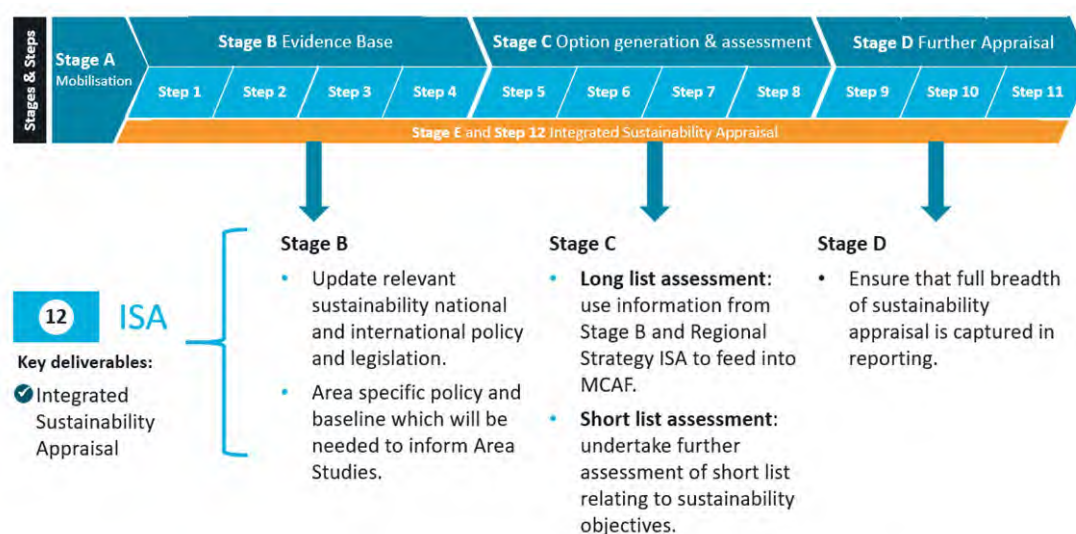 Stages & Steps
Stage A
Mobilisation
Stage B Evidence Base
Stage C Option generation & assessment
Stage D Further Appraisal
Step 1
Step 2
Step 3
Step 4
Step 5
Step 6
Step 7
Step 8
Step 9
Step 10
Step 11
Stage E and Step 12 Integrated Sustainability Appraisal
12
ISA
Key deliverables:
Integrated
Sustainability
Appraisal
Stage B
• Update relevant
sustainability national
and international policy
and legislation.
• Area specific policy and
baseline which will be
needed to inform Area
Studies.
Stage C
• Long list assessment:
use information from
Stage B and Regional
Strategy ISA to feed into
MCAF.
• Short list assessment:
undertake further
assessment of short list
relating to sustainability
objectives.
Stage D
• Ensure that full breadth
of sustainability
appraisal is captured in
reporting.